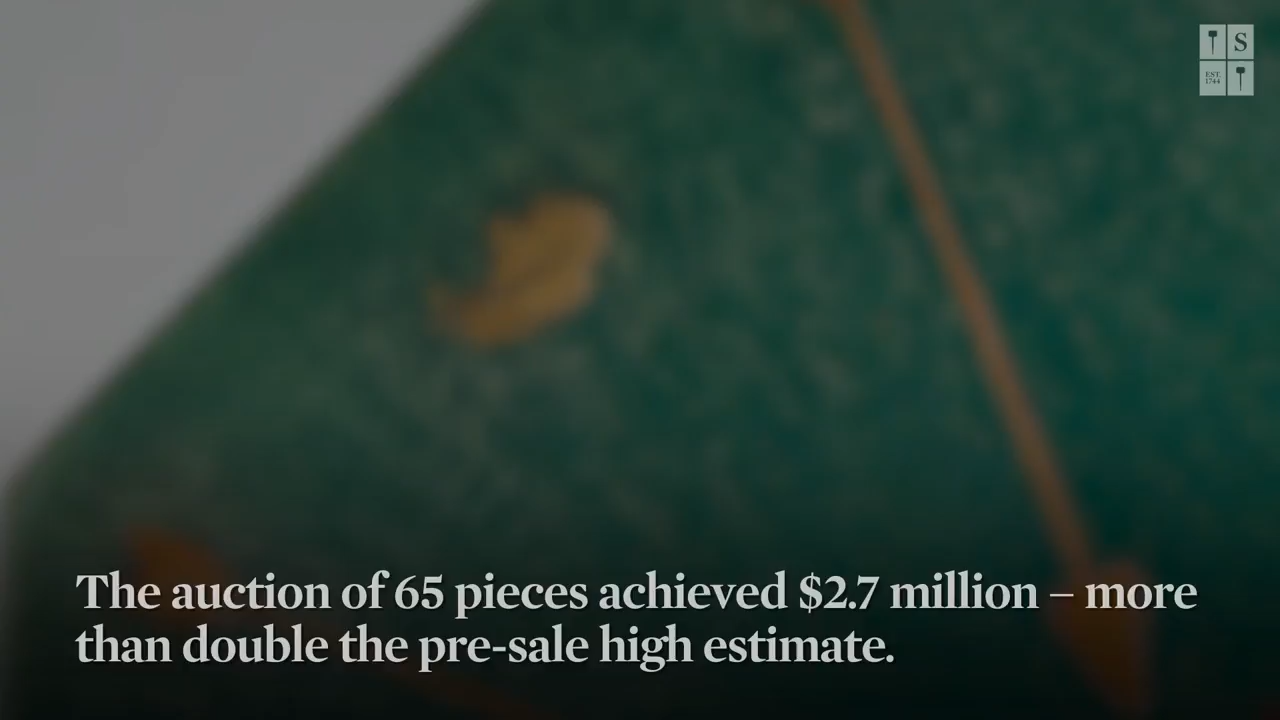 S
EST.
1744
The auction of 65 pieces achieved $2.7 million – more
than double the pre-sale high estimate.